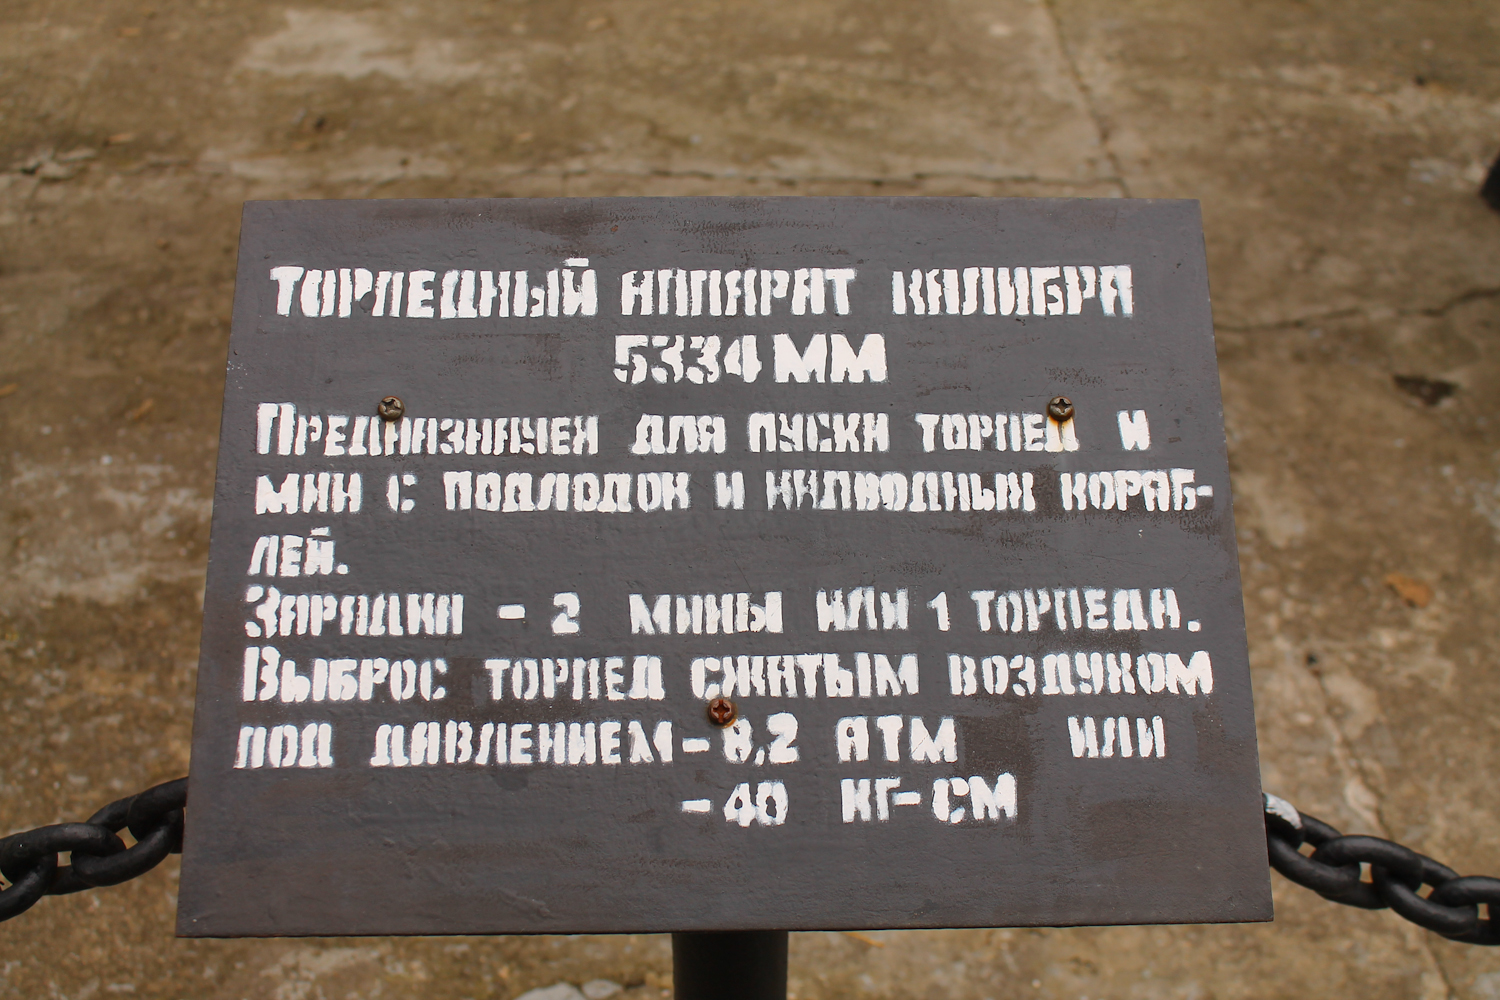 ТОРПЕДНЫЙ АППАРАТ КАЛИБРА
5334 ММ
ПРЕДНАЗНАЧЕН ДЛЯ ПУСКА ТОРПЕД И
МИН С ПОДЛОДОК И НАДВОДНЫХ КОРАБ-
ЛЕЙ.
ЗАРЯДКА - 2 МИНЫ ИЛИ 1 ТОРПЕДА.
ВЫБРОС ТОРПЕД СЖАТЫМ ВОЗДУХОМ
ПОД ДАВЛЕНИЕМ - 8,2 АТМ ИЛИ
- 40 КГ-СМ